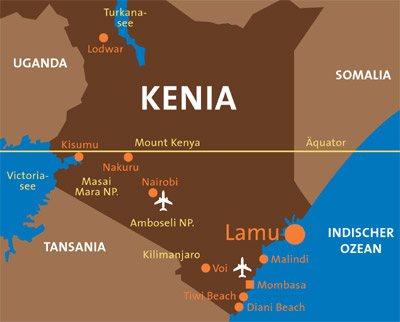 Turkana-
see
Lodwar
UGANDA
SOMALIA
KENIA
Kisumu
Mount Kenya
Äquator
Nakuru
Victoria-
see
Masai
Mara NP.
Nairobi
Amboseli NP.
TANSANIA
Lamu
INDISCHER
OZEAN
Kilimanjaro
Malindi
Voi
Mombasa
Tiwi Beach
Diani Beach